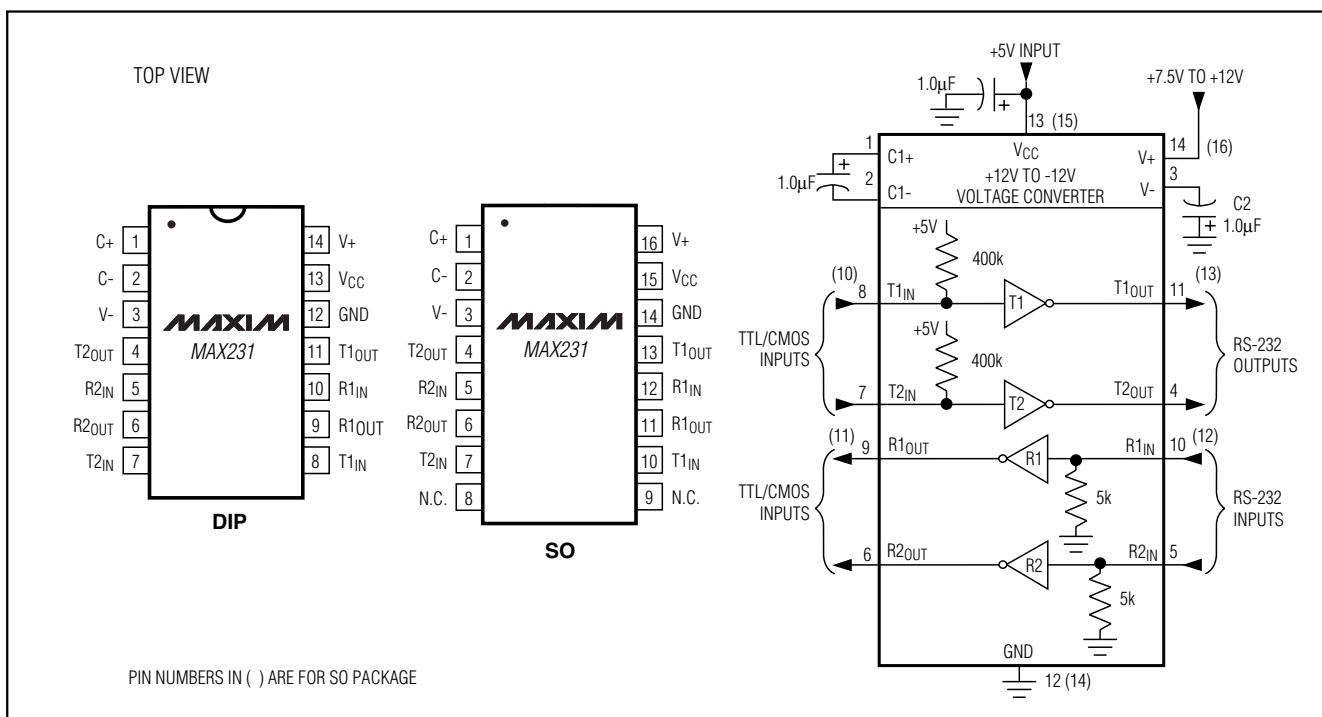 TOP VIEW
C+ 1
C- 2
V- 3
T2OUT 4
R2IN 5
R2OUT 6
T2IN 7
14 V+
13 VCC
12 GND
11 T1OUT
10 R1IN
9 R1OUT
8 T1IN
MAXIM
MAX231
DIP
C+ 1
C- 2
V- 3
T2OUT 4
R2IN 5
R2OUT 6
T2IN 7
N.C. 8
16 V+
15 VCC
14 GND
13 T1OUT
12 R1IN
11 R1OUT
10 T1IN
9 N.C.
MAXIM
MAX231
SO
PIN NUMBERS IN ( ) ARE FOR SO PACKAGE
+5V INPUT
1.0µF
+
+7.5V TO +12V
13 (15)
1
C1+
VCC
V+
14
(16)
+
1.0µF
2
C1-
+12V TO -12V
VOLTAGE CONVERTER
V-
3
C2
+
1.0µF
+5V
400k
(10)
8
T1IN
T1
T1OUT
11
(13)
TTL/CMOS
INPUTS
+5V
400k
RS-232
OUTPUTS
7
T2IN
T2
T2OUT
4
(11)
9
R1OUT
R1
R1IN
10
(12)
TTL/CMOS
INPUTS
5k
RS-232
INPUTS
6
R2OUT
R2
R2IN
5
5k
GND
12 (14)